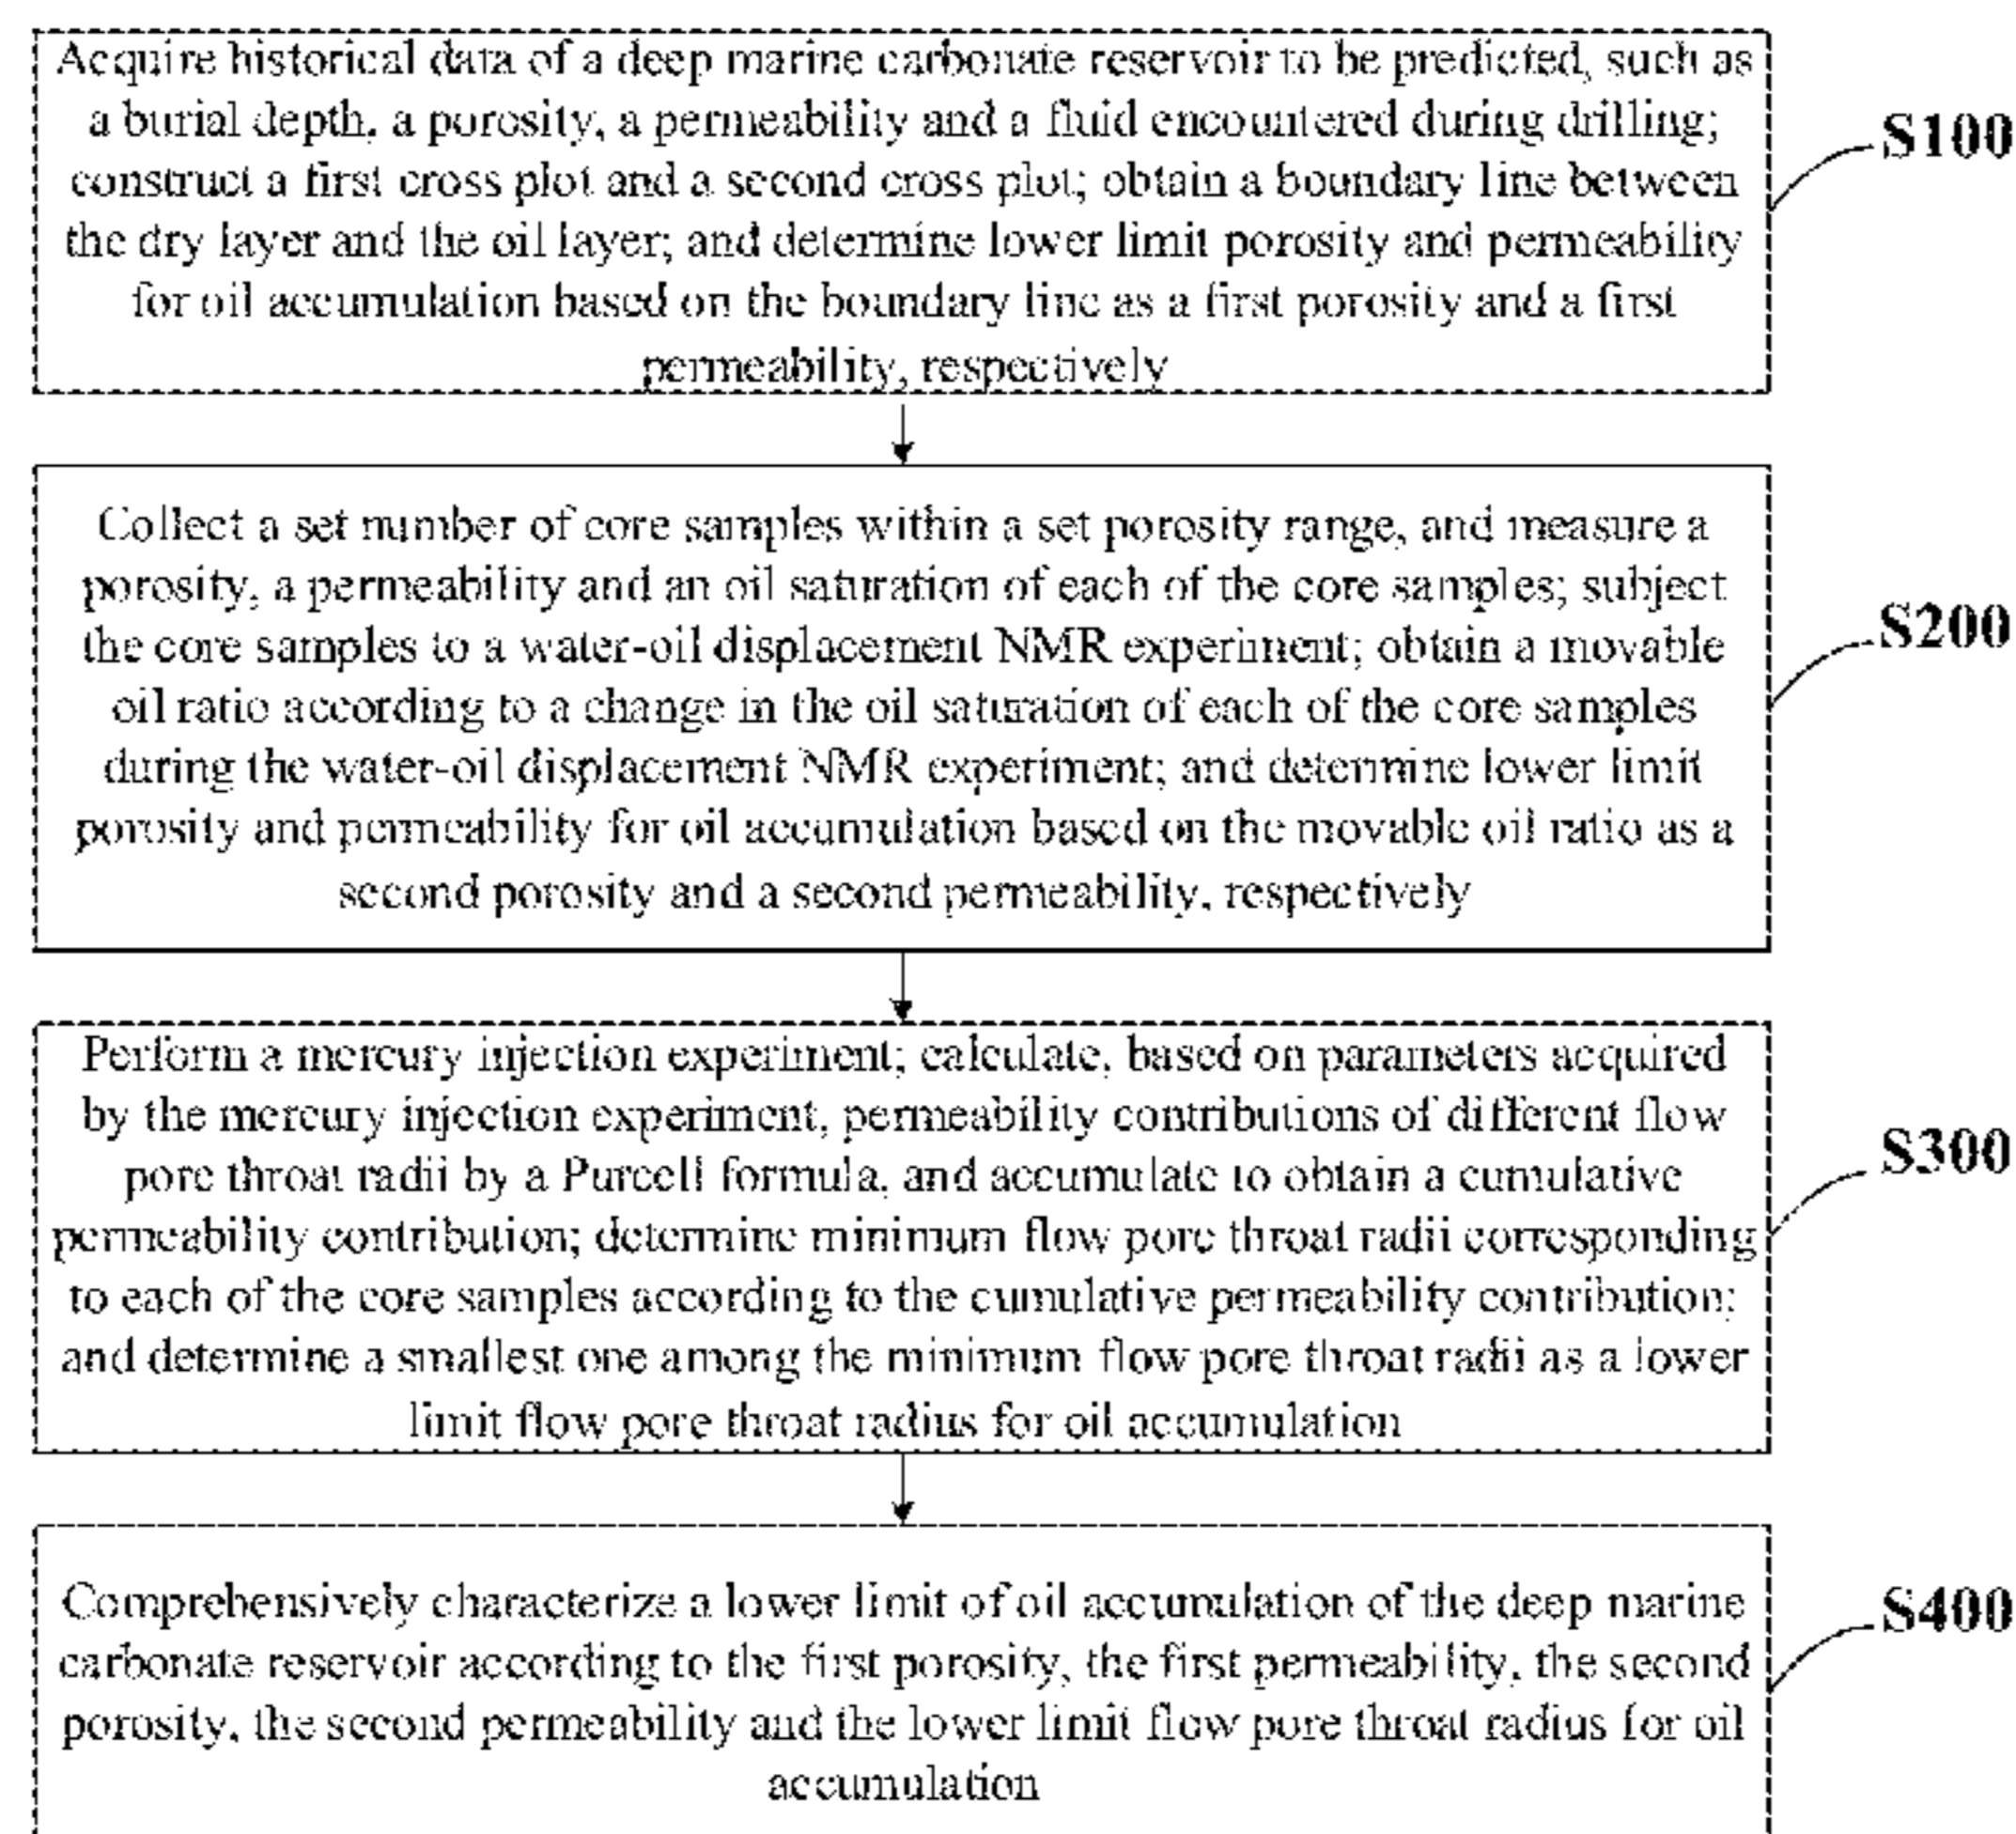 Acquire historical data of a deep marine carbonate reservoir to be predicted, such as
a burial depth, a porosity, a permeability and a fluid encountered during drilling;
construct a first cross plot and a second cross plot; obtain a boundary line between
the dry layer and the oil layer; and determine lower limit porosity and permeability
for oil accumulation based on the boundary line as a first porosity and a first
permeability, respectively
S100
Collect a set number of core samples within a set porosity range, and measure a
porosity, a permeability and an oil saturation of each of the core samples; subject
the core samples to a water-oil displacement NMR experiment; obtain a movable
oil ratio according to a change in the oil saturation of each of the core samples
during the water-oil displacement NMR experiment; and determine lower limit
porosity and permeability for oil accumulation based on the movable oil ratio as a
second porosity and a second permeability, respectively
S200
Perform a mercury injection experiment; calculate, based on parameters acquired
by the mercury injection experiment, permeability contributions of different flow
pore throat radii by a Purcell formula, and accumulate to obtain a cumulative
permeability contribution; determine minimum flow pore throat radii corresponding
to each of the core samples according to the cumulative permeability contribution;
and determine a smallest one among the minimum flow pore throat radii as a lower
limit flow pore throat radius for oil accumulation
S300
Comprehensively characterize a lower limit of oil accumulation of the deep marine
carbonate reservoir according to the first porosity, the first permeability, the second
porosity, the second permeability and the lower limit flow pore throat radius for oil
accumulation
S400